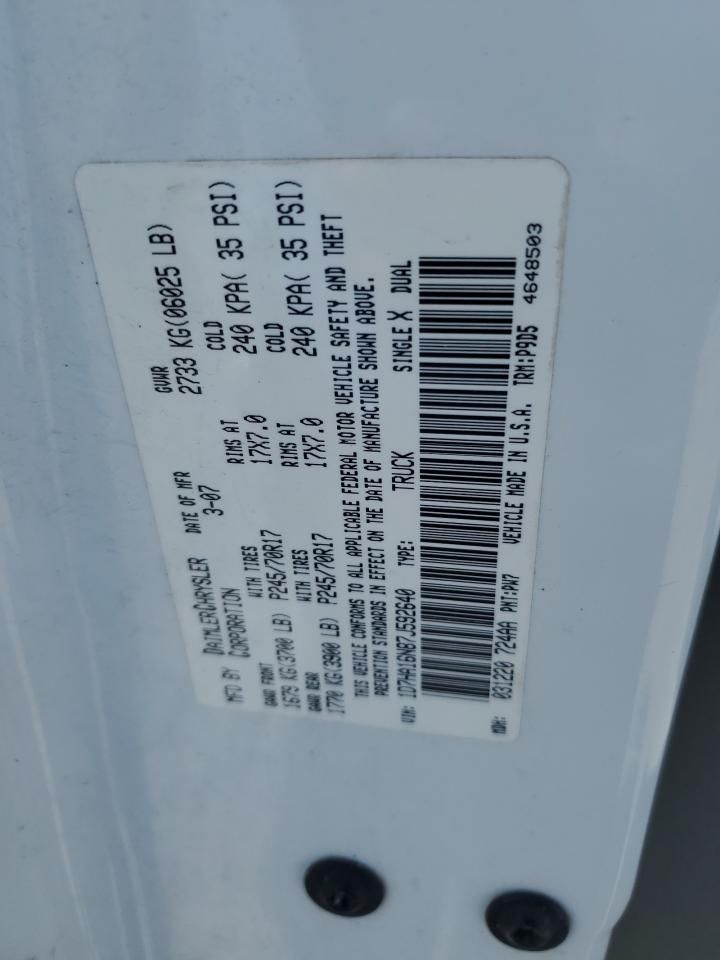 MFD BY DAIMLERCHRYSLER CORPORATION
DATE OF MFR 3-07
GVWR 2733 KG(06025 LB)
GAWR FRONT 1679 KG(3700 LB)
WITH TIRES P245/70R17
RIMS AT 17X7.0
COLD 240 KPA( 35 PSI)
GAWR REAR 1770 KG(3900 LB)
WITH TIRES P245/70R17
RIMS AT 17X7.0
COLD 240 KPA( 35 PSI)
THIS VEHICLE CONFORMS TO ALL APPLICABLE FEDERAL MOTOR VEHICLE SAFETY AND THEFT
PREVENTION STANDARDS IN EFFECT ON THE DATE OF MANUFACTURE SHOWN ABOVE.
VIN: 1D7HA16N87J592640 TYPE: TRUCK SINGLE X DUAL
MDH: 031220 724AA PNT:PW7 VEHICLE MADE IN U.S.A. TRM:P9D5 4648503